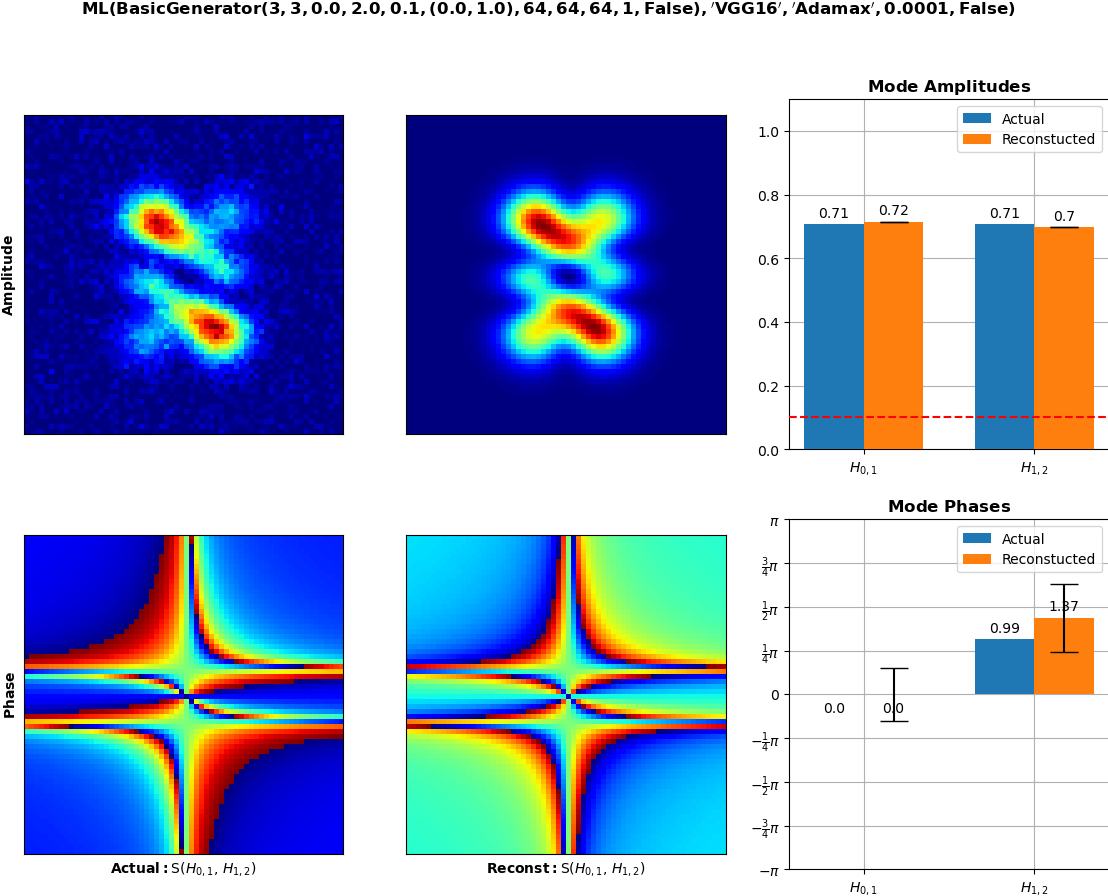 ML(BasicGenerator(3, 3, 0.0, 2.0, 0.1, (0.0, 1.0), 64, 64, 64, 1, False), 'VGG16', 'Adamax', 0.0001, False)
Amplitude
Mode Amplitudes
Actual
Reconstucted
1.0
0.8
0.6
0.4
0.2
0.0
0.71
0.72
0.71
0.7
H0, 1
H1, 2
Phase
Actual: S(H0, 1, H1, 2)
Reconst: S(H0, 1, H1, 2)
Mode Phases
Actual
Reconstucted
π
3/4π
1/2π
1/4π
0
−1/4π
−1/2π
−3/4π
−π
0.0
0.0
0.99
1.37
H0, 1
H1, 2